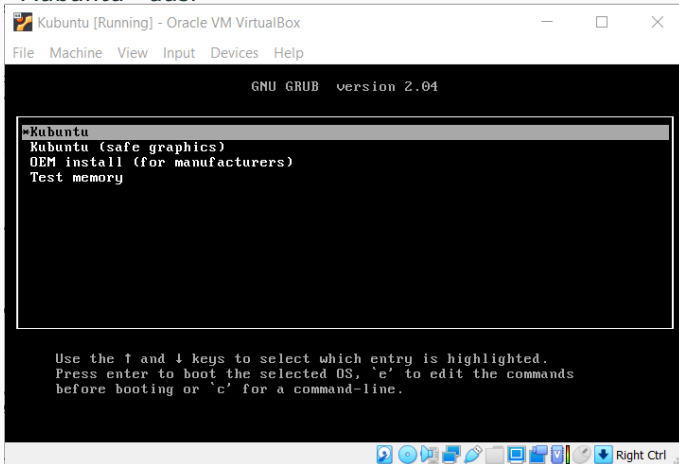 Kubuntu [Running] - Oracle VM VirtualBox
File Machine View Input Devices Help
GNU GRUB version 2.04
*Kubuntu
Kubuntu (safe graphics)
OEM install (for manufacturers)
Test memory
Use the ↑ and ↓ keys to select which entry is highlighted.
Press enter to boot the selected OS, `e' to edit the commands
before booting or `c' for a command-line.
Right Ctrl